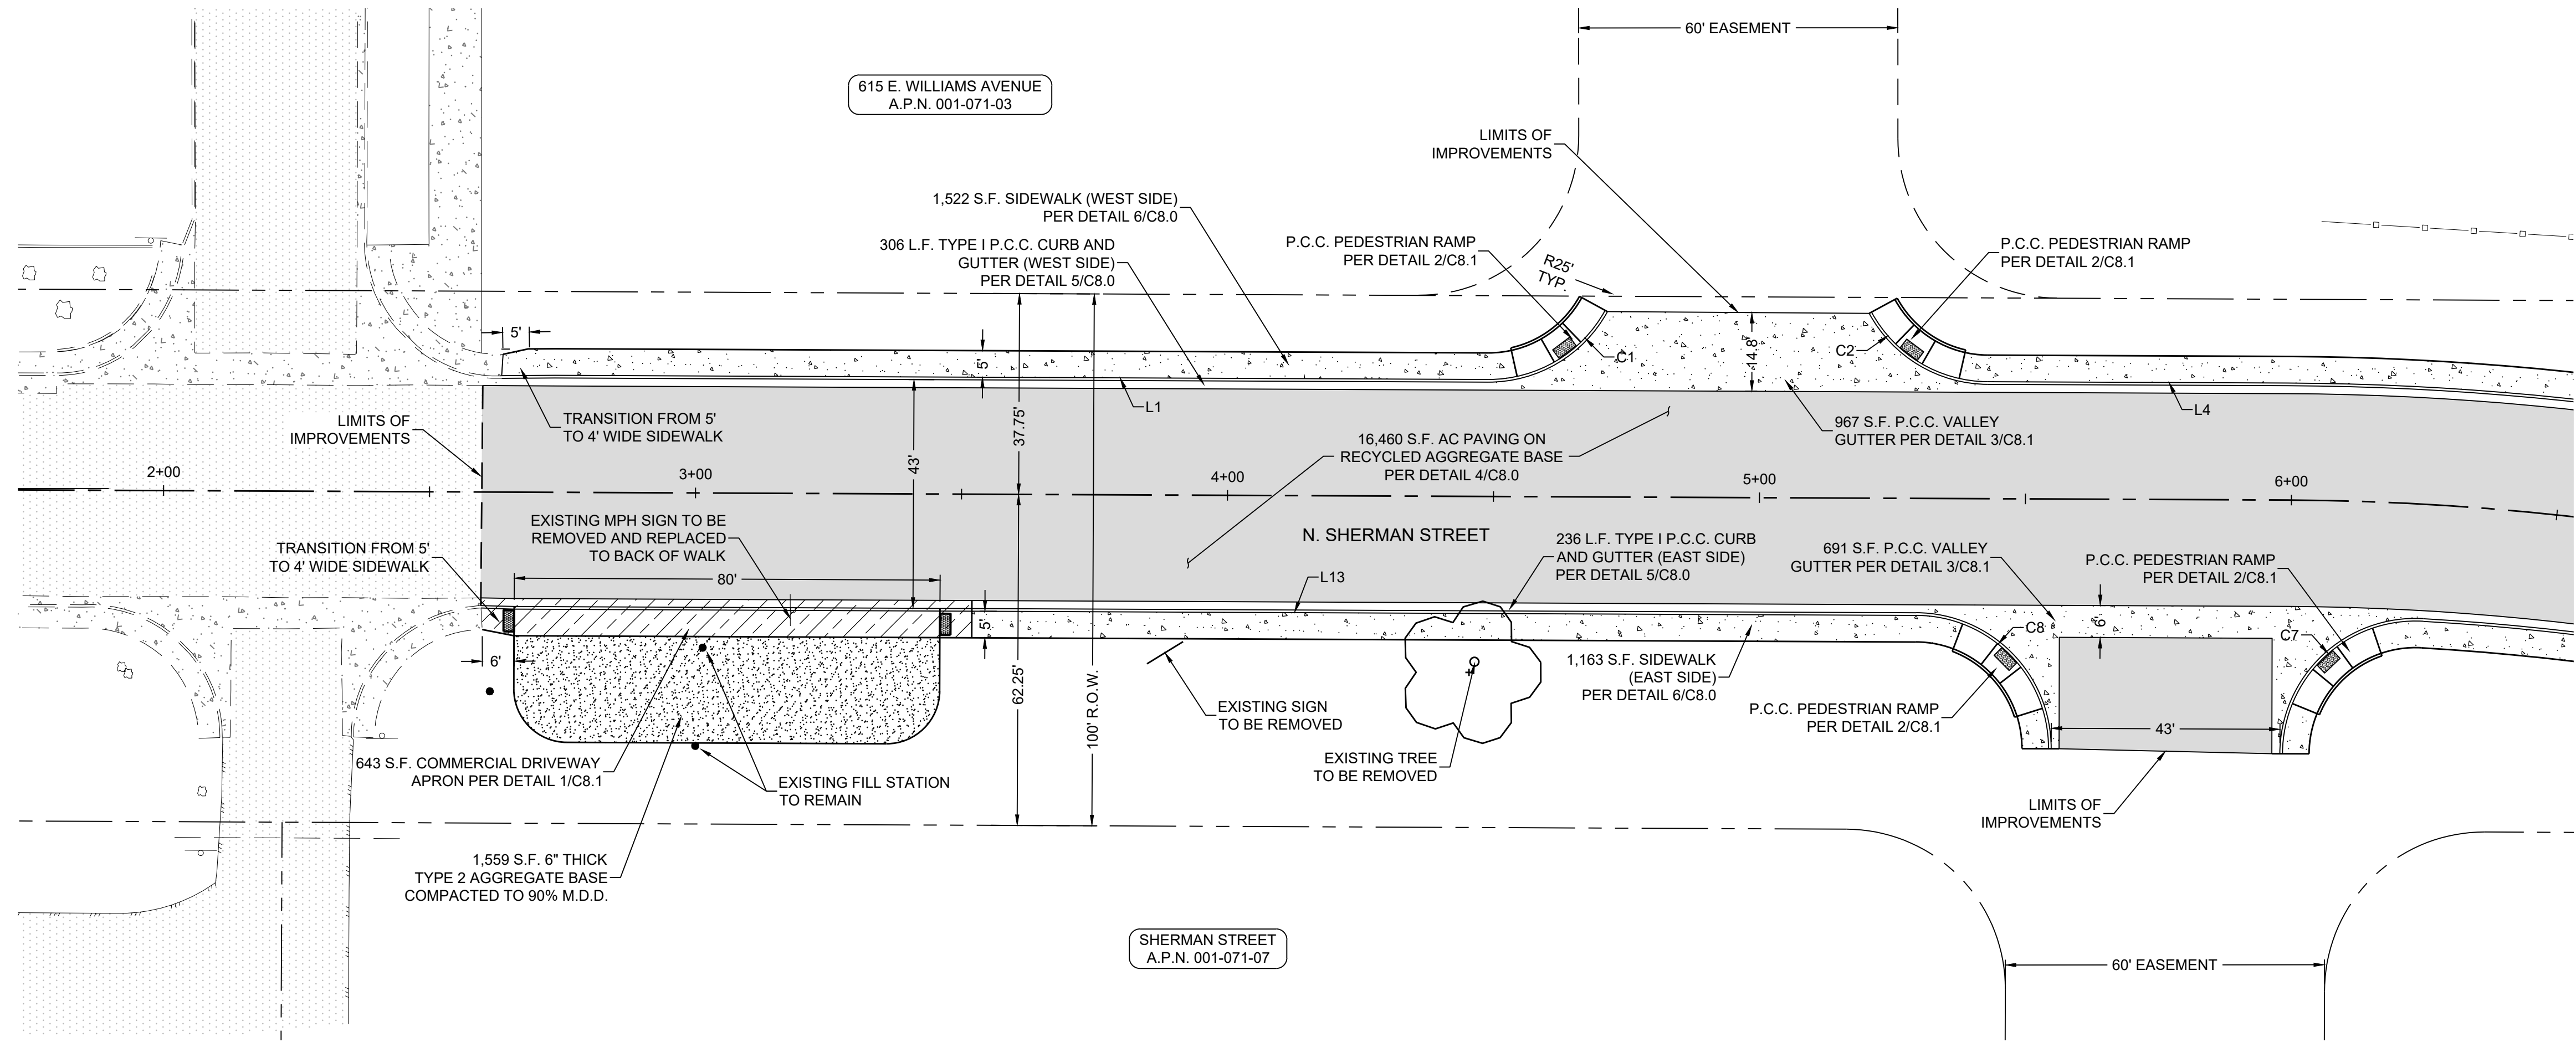 60' EASEMENT
615 E. WILLIAMS AVENUE
A.P.N. 001-071-03
LIMITS OF
IMPROVEMENTS
1,522 S.F. SIDEWALK (WEST SIDE)
PER DETAIL 6/C8.0
306 L.F. TYPE I P.C.C. CURB AND
GUTTER (WEST SIDE)
PER DETAIL 5/C8.0
P.C.C. PEDESTRIAN RAMP
PER DETAIL 2/C8.1
R25'
TYP.
P.C.C. PEDESTRIAN RAMP
PER DETAIL 2/C8.1
5'
5'
C1
14.8'
C2
L1
L4
LIMITS OF
IMPROVEMENTS
TRANSITION FROM 5'
TO 4' WIDE SIDEWALK
37.75'
967 S.F. P.C.C. VALLEY
GUTTER PER DETAIL 3/C8.1
16,460 S.F. AC PAVING ON
RECYCLED AGGREGATE BASE
PER DETAIL 4/C8.0
43'
2+00
3+00
4+00
5+00
6+00
EXISTING MPH SIGN TO BE
REMOVED AND REPLACED
TO BACK OF WALK
N. SHERMAN STREET
236 L.F. TYPE I P.C.C. CURB
AND GUTTER (EAST SIDE)
PER DETAIL 5/C8.0
691 S.F. P.C.C. VALLEY
GUTTER PER DETAIL 3/C8.1
P.C.C. PEDESTRIAN RAMP
PER DETAIL 2/C8.1
TRANSITION FROM 5'
TO 4' WIDE SIDEWALK
80'
L13
5'
6'
C8
C7
6'
62.25'
100' R.O.W.
1,163 S.F. SIDEWALK
(EAST SIDE)
PER DETAIL 6/C8.0
EXISTING SIGN
TO BE REMOVED
P.C.C. PEDESTRIAN RAMP
PER DETAIL 2/C8.1
43'
643 S.F. COMMERCIAL DRIVEWAY
APRON PER DETAIL 1/C8.1
EXISTING FILL STATION
TO REMAIN
EXISTING TREE
TO BE REMOVED
LIMITS OF
IMPROVEMENTS
1,559 S.F. 6" THICK
TYPE 2 AGGREGATE BASE
COMPACTED TO 90% M.D.D.
SHERMAN STREET
A.P.N. 001-071-07
60' EASEMENT